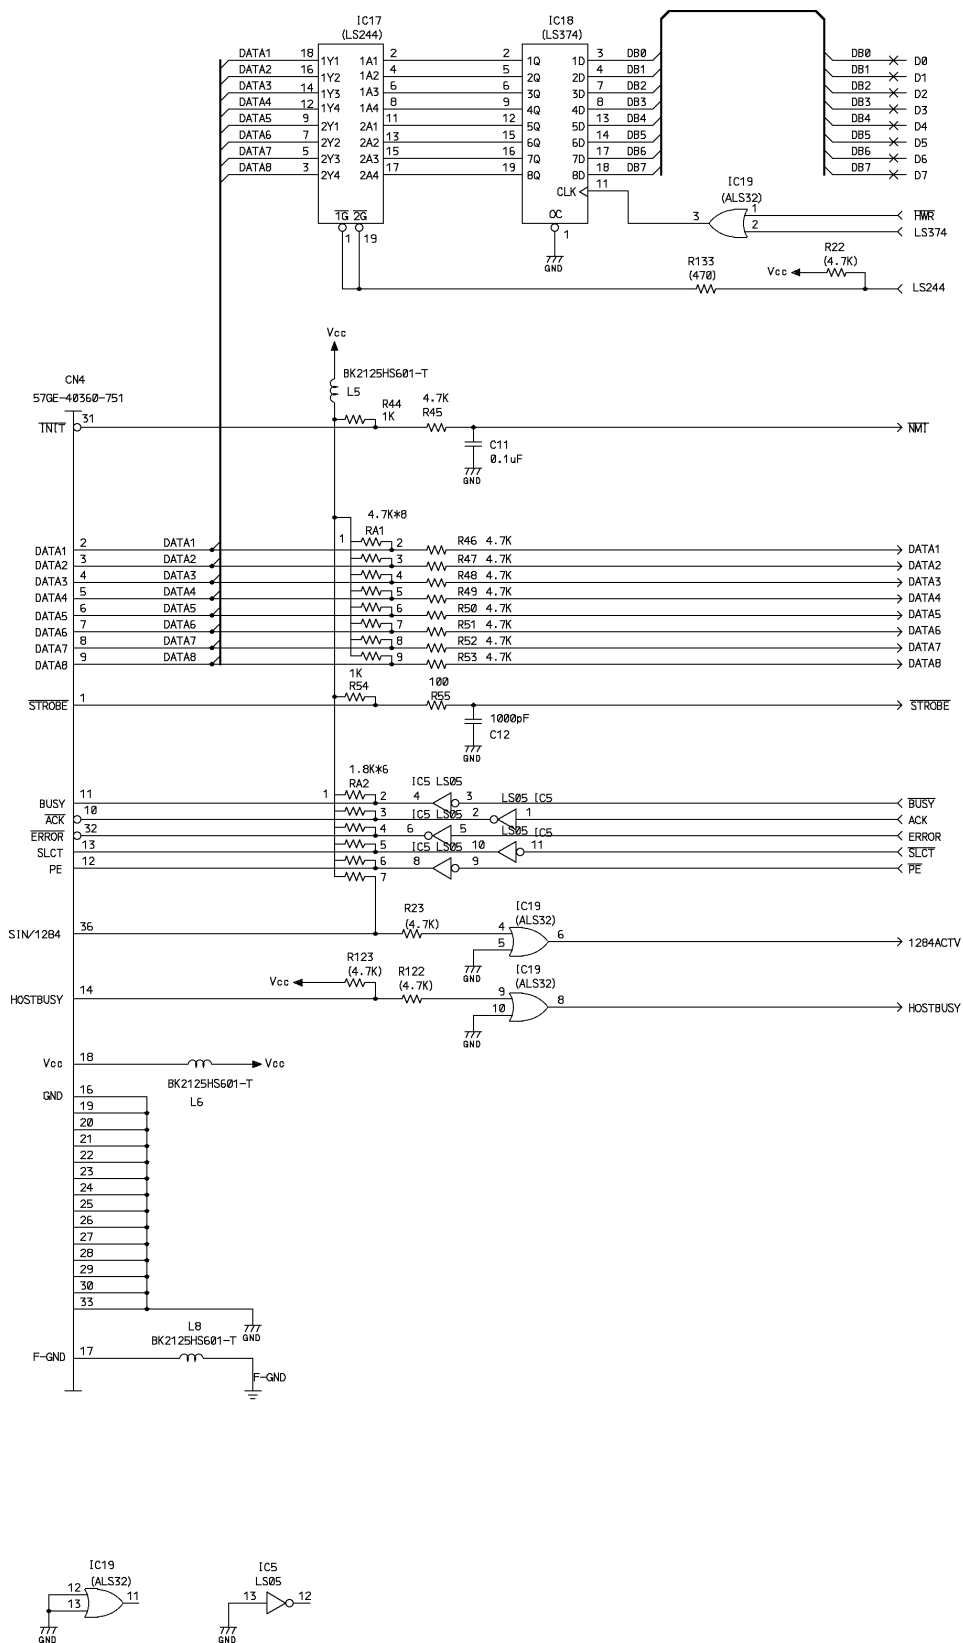 IC17
(LS244)
IC18
(LS374)
DATA1 18 1Y1 1A1 2 2 1Q 1D 3 DB0 DB0 D0
DATA2 16 1Y2 1A2 4 5 2Q 2D 4 DB1 DB1 D1
DATA3 14 1Y3 1A3 6 6 3Q 3D 7 DB2 DB2 D2
DATA4 12 1Y4 1A4 8 9 4Q 4D 8 DB3 DB3 D3
DATA5 9 2Y1 2A1 11 12 5Q 5D 13 DB4 DB4 D4
DATA6 7 2Y2 2A2 13 15 6Q 6D 14 DB5 DB5 D5
DATA7 5 2Y3 2A3 15 16 7Q 7D 17 DB6 DB6 D6
DATA8 3 2Y4 2A4 17 19 8Q 8D 18 DB7 DB7 D7
CLK 11
IC19
(ALS32)
1G 2G OC 3 1 HWR
1 19 1 2 LS374
GND
R133
(470)
R22
(4.7K)
Vcc
LS244
Vcc
BK2125HS601-T
L5
CN4
57GE-40360-751
R44
1K
4.7K
R45
INIT 31 NMI
C11
0.1uF
GND
4.7K*8
RA1
1
DATA1 2 DATA1 2 R46 4.7K DATA1
DATA2 3 DATA2 3 R47 4.7K DATA2
DATA3 4 DATA3 4 R48 4.7K DATA3
DATA4 5 DATA4 5 R49 4.7K DATA4
DATA5 6 DATA5 6 R50 4.7K DATA5
DATA6 7 DATA6 7 R51 4.7K DATA6
DATA7 8 DATA7 8 R52 4.7K DATA7
DATA8 9 DATA8 9 R53 4.7K DATA8
1K
R54
100
R55
STROBE 1 STROBE
1000pF
C12
GND
1.8K*6
RA2
IC5 LS05
BUSY 11 1 2 4 3 LS05 IC5 BUSY
ACK 10 3 IC5 LS05 2 1 ACK
ERROR 32 4 6 5 LS05 IC5 ERROR
SLCT 13 5 IC5 LS05 10 11 SLCT
PE 12 6 8 9 PE
7
R23
(4.7K)
IC19
(ALS32)
SIN/1284 36 4 5 6 1284ACTV
GND
R123
(4.7K)
Vcc
R122
(4.7K)
IC19
(ALS32)
HOSTBUSY 14 9 10 8 HOSTBUSY
GND
Vcc 18 Vcc
BK2125HS601-T
L6
GND 16
19
20
21
22
23
24
25
26
27
28
29
30
33
GND
L8
BK2125HS601-T
F-GND 17
F-GND
IC19
(ALS32)
12
13
11
GND
IC5
LS05
13 12
GND